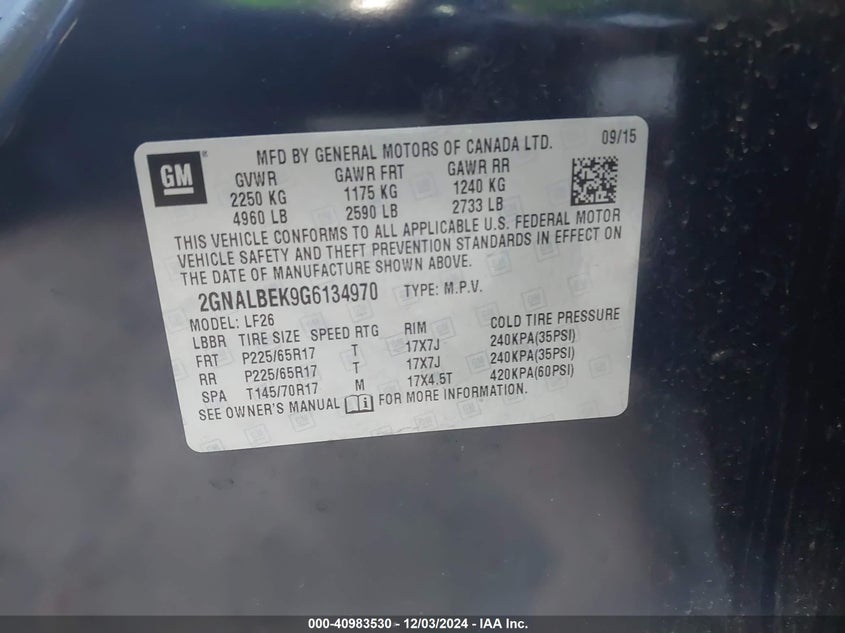 GM ®
MFD BY GENERAL MOTORS OF CANADA LTD. 09/15
GVWR GAWR FRT GAWR RR
2250 KG 1175 KG 1240 KG
4960 LB 2590 LB 2733 LB
THIS VEHICLE CONFORMS TO ALL APPLICABLE U.S. FEDERAL MOTOR
VEHICLE SAFETY AND THEFT PREVENTION STANDARDS IN EFFECT ON
THE DATE OF MANUFACTURE SHOWN ABOVE.
2GNALBEK9G6134970 TYPE: M.P.V.
MODEL: LF26
LBBR TIRE SIZE SPEED RTG RIM COLD TIRE PRESSURE
FRT P225/65R17 T 17X7J 240KPA(35PSI)
RR P225/65R17 T 17X7J 240KPA(35PSI)
SPA T145/70R17 M 17X4.5T 420KPA(60PSI)
SEE OWNER'S MANUAL i FOR MORE INFORMATION.
000-40983530 - 12/03/2024 - IAA Inc.